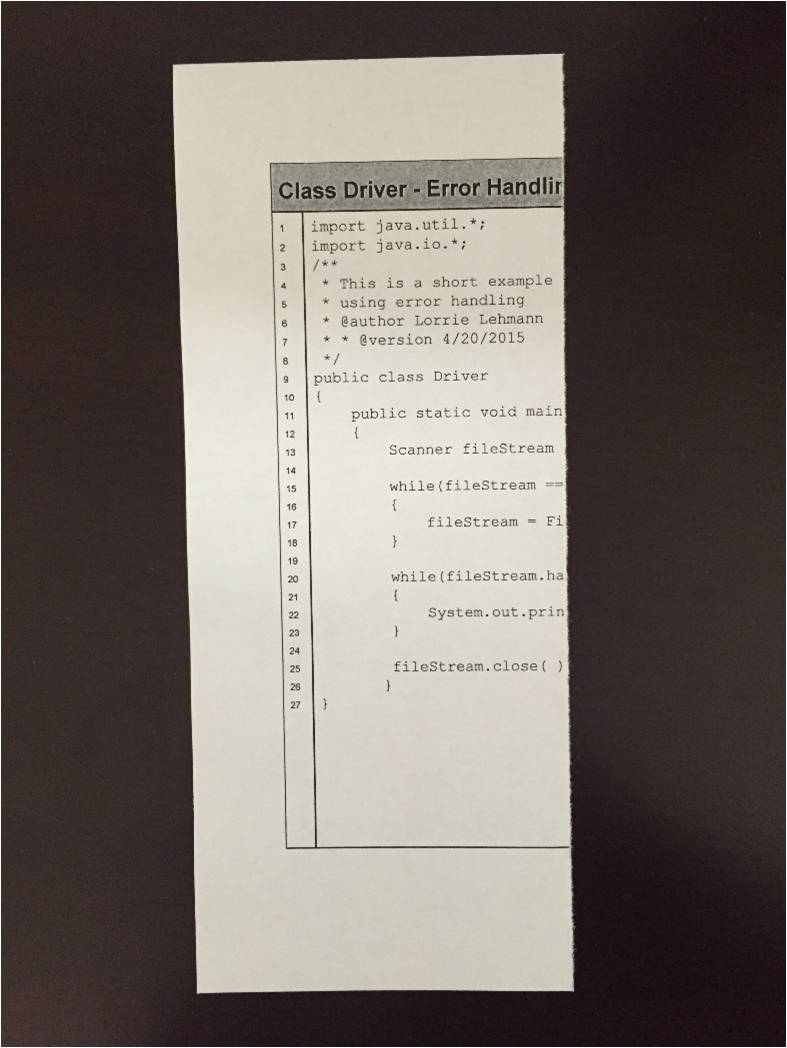 Class Driver - Error Handlin
1 import java.util.*;
2 import java.io.*;
3 /**
4 * This is a short example
5 * using error handling
6 * @author Lorrie Lehmann
7 * * @version 4/20/2015
8 */
9 public class Driver
10 {
11 public static void main
12 {
13 Scanner fileStream
14
15 while(fileStream ==
16 {
17 fileStream = Fi
18 }
19
20 while(fileStream.ha
21 {
22 System.out.prin
23 }
24
25 fileStream.close( )
26 }
27 }